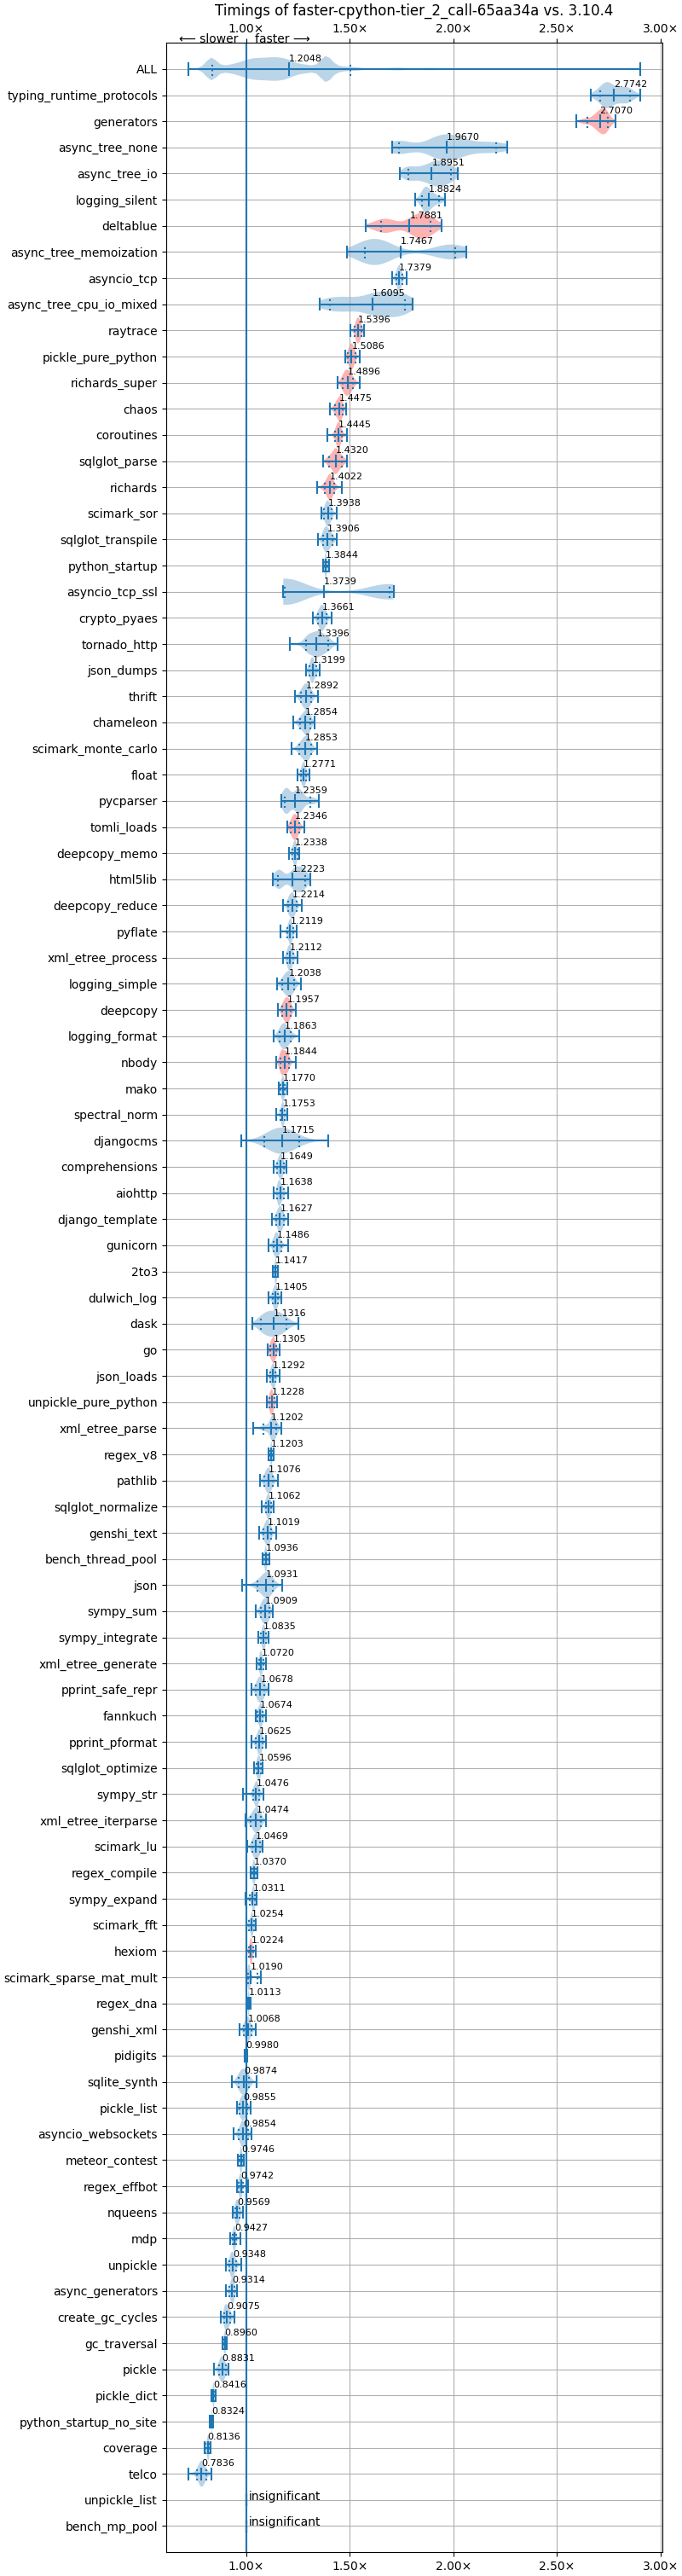 Timings of faster-cpython-tier_2_call-65aa34a vs. 3.10.4
1.00× 1.50× 2.00× 2.50× 3.00×
⟵ slower faster ⟶
ALL 1.2048
typing_runtime_protocols 2.7742
generators 2.7070
async_tree_none 1.9670
async_tree_io 1.8951
logging_silent 1.8824
deltablue 1.7881
async_tree_memoization 1.7467
asyncio_tcp 1.7379
async_tree_cpu_io_mixed 1.6095
raytrace 1.5396
pickle_pure_python 1.5086
richards_super 1.4896
chaos 1.4475
coroutines 1.4445
sqlglot_parse 1.4320
richards 1.4022
scimark_sor 1.3938
sqlglot_transpile 1.3906
python_startup 1.3844
asyncio_tcp_ssl 1.3739
crypto_pyaes 1.3661
tornado_http 1.3396
json_dumps 1.3199
thrift 1.2892
chameleon 1.2854
scimark_monte_carlo 1.2853
float 1.2771
pycparser 1.2359
tomli_loads 1.2346
deepcopy_memo 1.2338
html5lib 1.2223
deepcopy_reduce 1.2214
pyflate 1.2119
xml_etree_process 1.2112
logging_simple 1.2038
deepcopy 1.1957
logging_format 1.1863
nbody 1.1844
mako 1.1770
spectral_norm 1.1753
djangocms 1.1715
comprehensions 1.1649
aiohttp 1.1638
django_template 1.1627
gunicorn 1.1486
2to3 1.1417
dulwich_log 1.1405
dask 1.1316
go 1.1305
json_loads 1.1292
unpickle_pure_python 1.1228
xml_etree_parse 1.1202
regex_v8 1.1203
pathlib 1.1076
sqlglot_normalize 1.1062
genshi_text 1.1019
bench_thread_pool 1.0936
json 1.0931
sympy_sum 1.0909
sympy_integrate 1.0835
xml_etree_generate 1.0720
pprint_safe_repr 1.0678
fannkuch 1.0674
pprint_pformat 1.0625
sqlglot_optimize 1.0596
sympy_str 1.0476
xml_etree_iterparse 1.0474
scimark_lu 1.0469
regex_compile 1.0370
sympy_expand 1.0311
scimark_fft 1.0254
hexiom 1.0224
scimark_sparse_mat_mult 1.0190
regex_dna 1.0113
genshi_xml 1.0068
pidigits 0.9980
sqlite_synth 0.9874
pickle_list 0.9855
asyncio_websockets 0.9854
meteor_contest 0.9746
regex_effbot 0.9742
nqueens 0.9569
mdp 0.9427
unpickle 0.9348
async_generators 0.9314
create_gc_cycles 0.9075
gc_traversal 0.8960
pickle 0.8831
pickle_dict 0.8416
python_startup_no_site 0.8324
coverage 0.8136
telco 0.7836
unpickle_list insignificant
bench_mp_pool insignificant
1.00× 1.50× 2.00× 2.50× 3.00×